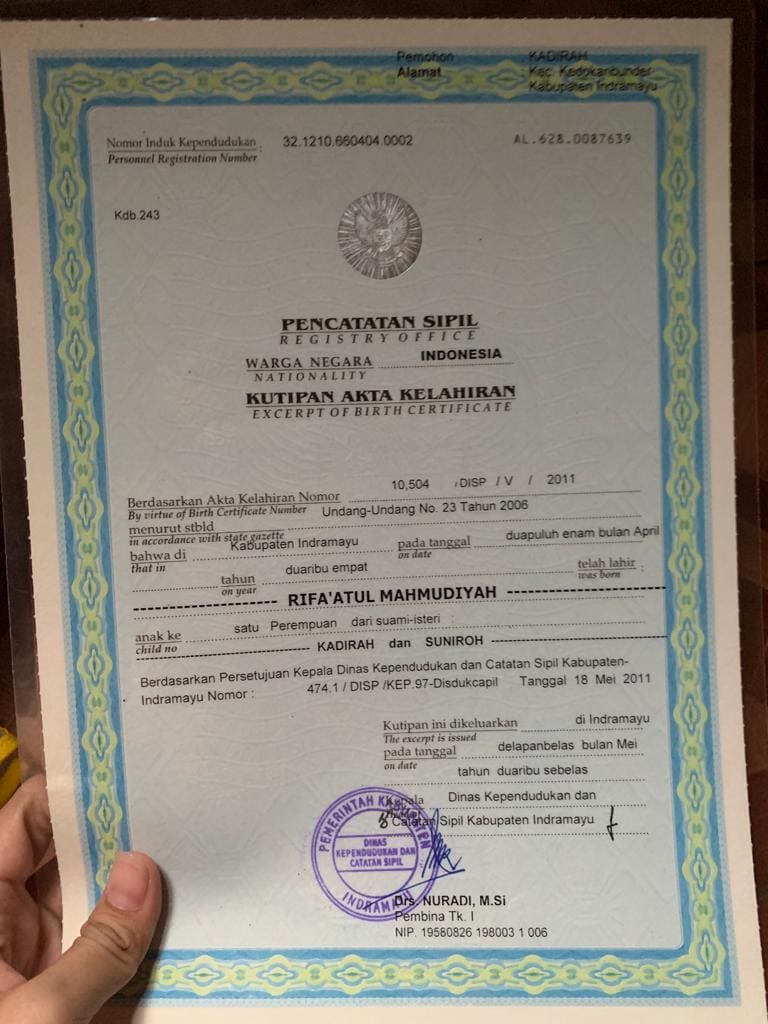 Pemohon : KADIRAH
Alamat : Kec. Kedokanbunder
Kabupaten Indramayu
Nomor Induk Kependudukan : 32.1210.660404.0002 AL.628.0087639
Personnel Registration Number
Kdb.243
PENCATATAN SIPIL
REGISTRY OFFICE
WARGA NEGARA INDONESIA
NATIONALITY
KUTIPAN AKTA KELAHIRAN
EXCERPT OF BIRTH CERTIFICATE
Berdasarkan Akta Kelahiran Nomor 10,504 / DISP / V / 2011
By virtue of Birth Certificate Number
menurut stbld Undang-Undang No. 23 Tahun 2006
in accordance with state gazette
bahwa di Kabupaten Indramayu pada tanggal duapuluh enam bulan April
that in on date
tahun duaribu empat telah lahir :
on year was born
RIFA'ATUL MAHMUDIYAH
anak ke satu Perempuan dari suami-isteri :
child no
KADIRAH dan SUNIROH
Berdasarkan Persetujuan Kepala Dinas Kependudukan dan Catatan Sipil Kabupaten-
Indramayu Nomor : 474.1 / DISP /KEP.97-Disdukcapil Tanggal 18 Mei 2011
Kutipan ini dikeluarkan di Indramayu
The excerpt is issued
pada tanggal delapanbelas bulan Mei
on date
tahun duaribu sebelas
Kepala Dinas Kependudukan dan
Catatan Sipil Kabupaten Indramayu
PEMERINTAH KABUPATEN
DINAS
KEPENDUDUKAN DAN
CATATAN SIPIL
INDRAMAYU
Drs. NURADI, M.Si
Pembina Tk. I
NIP. 19580826 198003 1 006